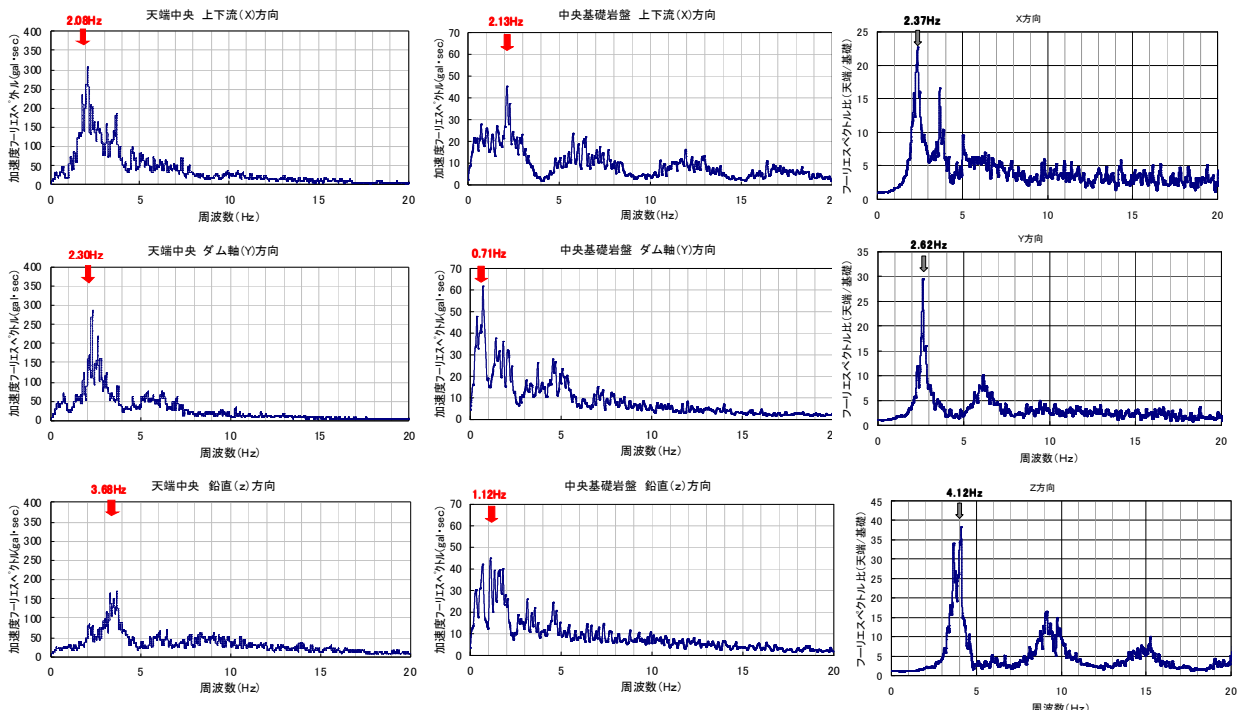 天端中央 上下流(X)方向
2.08Hz
加速度フーリエスペクトル(gal・sec)
400
350
300
250
200
150
100
50
0
0 5 10 15 20
周波数(Hz)
中央基礎岩盤 上下流(X)方向
2.13Hz
加速度フーリエスペクトル(gal・sec)
70
60
50
40
30
20
10
0
0 5 10 15 20
周波数(Hz)
X方向
2.37Hz
フーリエスペクトル比(天端/基礎)
25
20
15
10
5
0
0 5 10 15 20
周波数(Hz)
天端中央 ダム軸(Y)方向
2.30Hz
加速度フーリエスペクトル(gal・sec)
400
350
300
250
200
150
100
50
0
0 5 10 15 20
周波数(Hz)
中央基礎岩盤 ダム軸(Y)方向
0.71Hz
加速度フーリエスペクトル(gal・sec)
70
60
50
40
30
20
10
0
0 5 10 15 20
周波数(Hz)
Y方向
2.62Hz
フーリエスペクトル比(天端/基礎)
35
30
25
20
15
10
5
0
0 5 10 15 20
周波数(Hz)
天端中央 鉛直(z)方向
3.68Hz
加速度フーリエスペクトル(gal・sec)
400
350
300
250
200
150
100
50
0
0 5 10 15 20
周波数(Hz)
中央基礎岩盤 鉛直(z)方向
1.12Hz
加速度フーリエスペクトル(gal・sec)
70
60
50
40
30
20
10
0
0 5 10 15 20
周波数(Hz)
Z方向
4.12Hz
フーリエスペクトル比(天端/基礎)
45
40
35
30
25
20
15
10
5
0
0 5 10 15 20
周波数(Hz)